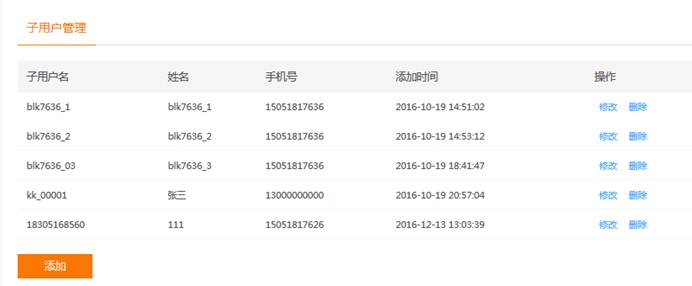 子用户管理
子用户名 姓名 手机号 添加时间 操作
blk7636_1 blk7636_1 15051817636 2016-10-19 14:51:02 修改 删除
blk7636_2 blk7636_2 15051817636 2016-10-19 14:53:12 修改 删除
blk7636_03 blk7636_3 15051817636 2016-10-19 18:41:47 修改 删除
kk_00001 张三 13000000000 2016-10-19 20:57:04 修改 删除
18305168560 111 15051817626 2016-12-13 13:03:39 修改 删除
添加